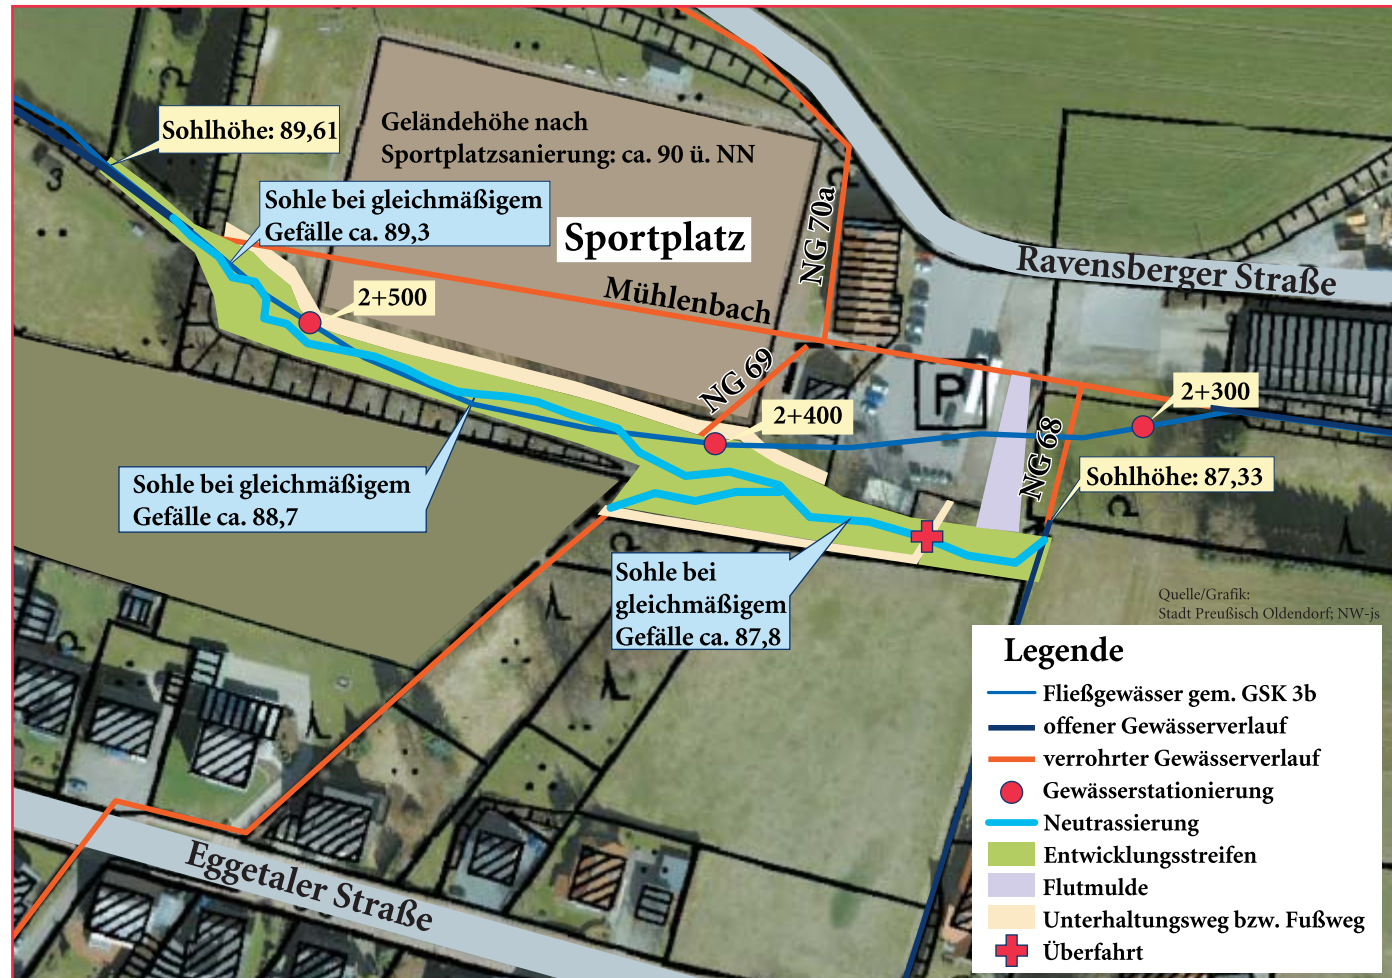 Sohlhöhe: 89,61
Geländehöhe nach
Sportplatzsanierung: ca. 90 ü. NN
Sohle bei gleichmäßigem
Gefälle ca. 89,3
Sportplatz
NG 70a
Ravensberger Straße
Mühlenbach
2+500
3
NG 69
P
2+300
2+400
NG 68
Sohlhöhe: 87,33
Sohle bei gleichmäßigem
Gefälle ca. 88,7
Sohle bei
gleichmäßigem
Gefälle ca. 87,8
Quelle/Grafik:
Stadt Preußisch Oldendorf; NW-js
Eggetaler Straße
Legende
Fließgewässer gem. GSK 3b
offener Gewässerverlauf
verrohrter Gewässerverlauf
Gewässerstationierung
Neutrassierung
Entwicklungsstreifen
Flutmulde
Unterhaltungsweg bzw. Fußweg
Überfahrt